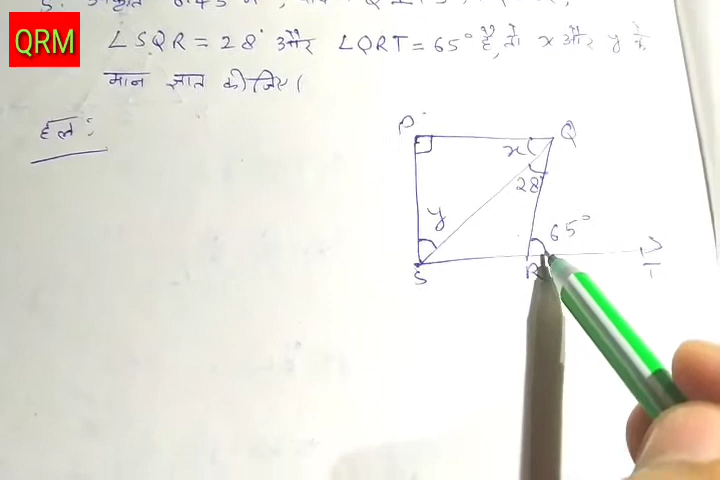 QRM
∠SQR = 28° और ∠QRT = 65° है, तो x और y के
मान ज्ञात कीजिए।
हल :
P
Q
x
28
y
65°
S
R
T